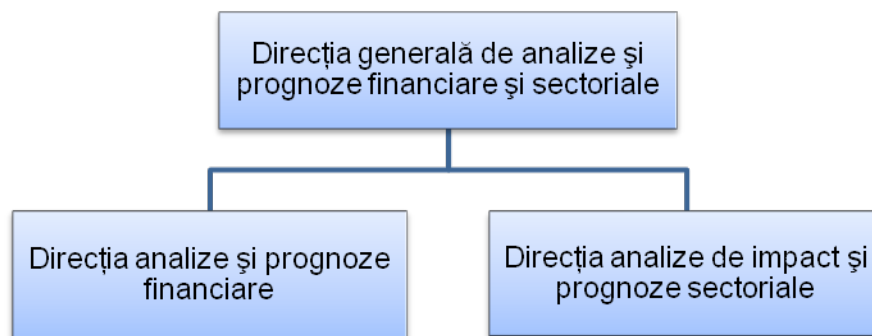 Direcția generală de analize şi
prognoze financiare şi sectoriale
Direcția analize şi prognoze
financiare
Direcția analize de impact şi
prognoze sectoriale